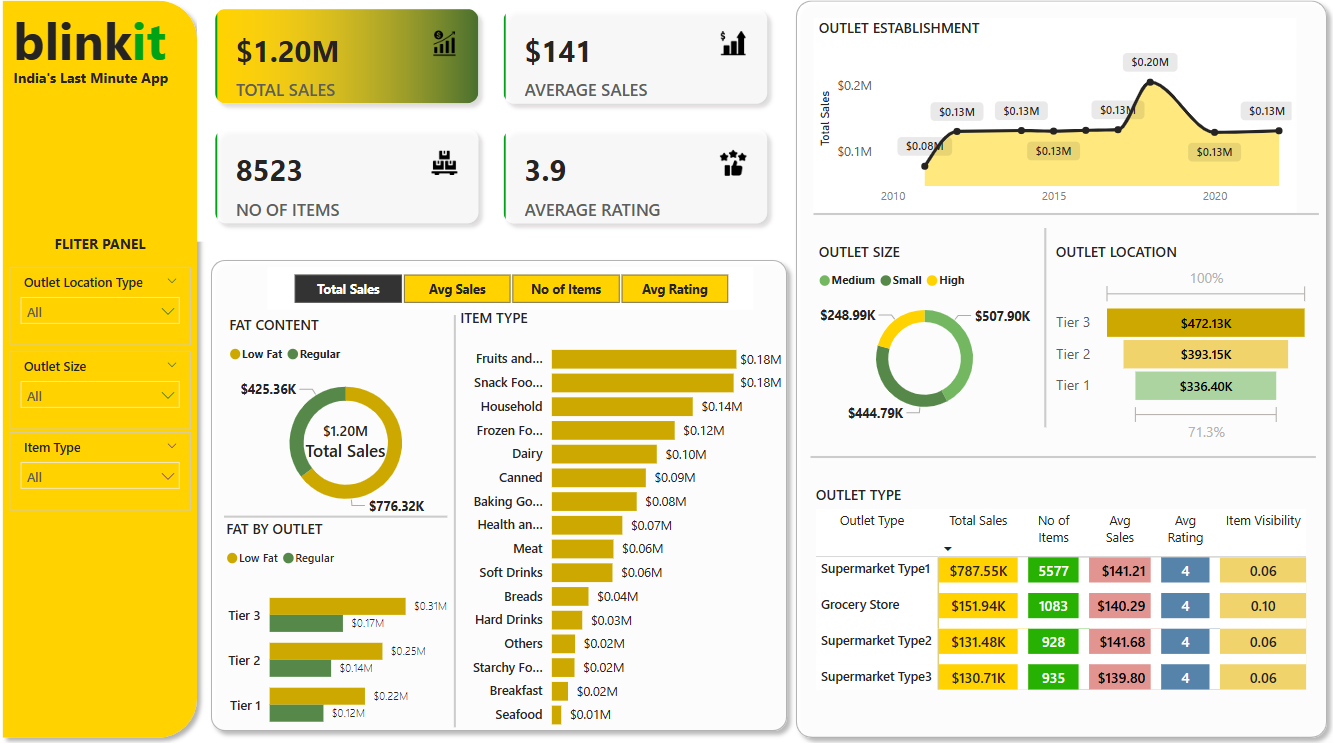 blinkit
India's Last Minute App
FLITER PANEL
Outlet Location Type
All
Outlet Size
All
Item Type
All
$1.20M
TOTAL SALES
$141
AVERAGE SALES
8523
NO OF ITEMS
3.9
AVERAGE RATING
Total Sales Avg Sales No of Items Avg Rating
FAT CONTENT
Low Fat Regular
$425.36K
$1.20M
Total Sales
$776.32K
FAT BY OUTLET
Low Fat Regular
Tier 3 $0.31M
$0.17M
Tier 2 $0.25M
$0.14M
Tier 1 $0.22M
$0.12M
ITEM TYPE
Fruits and... $0.18M
Snack Foo... $0.18M
Household $0.14M
Frozen Fo... $0.12M
Dairy $0.10M
Canned $0.09M
Baking Go... $0.08M
Health an... $0.07M
Meat $0.06M
Soft Drinks $0.06M
Breads $0.04M
Hard Drinks $0.03M
Others $0.02M
Starchy Fo... $0.02M
Breakfast $0.02M
Seafood $0.01M
OUTLET ESTABLISHMENT
Total Sales
$0.2M
$0.1M
$0.08M
$0.13M
$0.13M
$0.13M
$0.13M
$0.20M
$0.13M
$0.13M
2010 2015 2020
OUTLET SIZE
Medium Small High
$248.99K
$507.90K
$444.79K
OUTLET LOCATION
100%
Tier 3 $472.13K
Tier 2 $393.15K
Tier 1 $336.40K
71.3%
OUTLET TYPE
Outlet Type Total Sales No of Items Avg Sales Avg Rating Item Visibility
Supermarket Type1 $787.55K 5577 $141.21 4 0.06
Grocery Store $151.94K 1083 $140.29 4 0.10
Supermarket Type2 $131.48K 928 $141.68 4 0.06
Supermarket Type3 $130.71K 935 $139.80 4 0.06